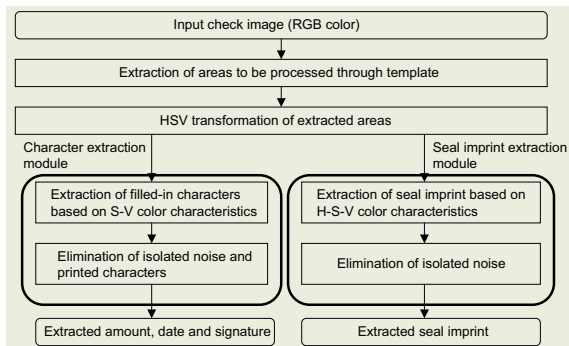 Input check image (RGB color)
Extraction of areas to be processed through template
HSV transformation of extracted areas
Character extraction
module
Seal imprint extraction
module
Extraction of filled-in characters
based on S-V color characteristics
Extraction of seal imprint based on
H-S-V color characteristics
Elimination of isolated noise and
printed characters
Elimination of isolated noise
Extracted amount, date and signature
Extracted seal imprint